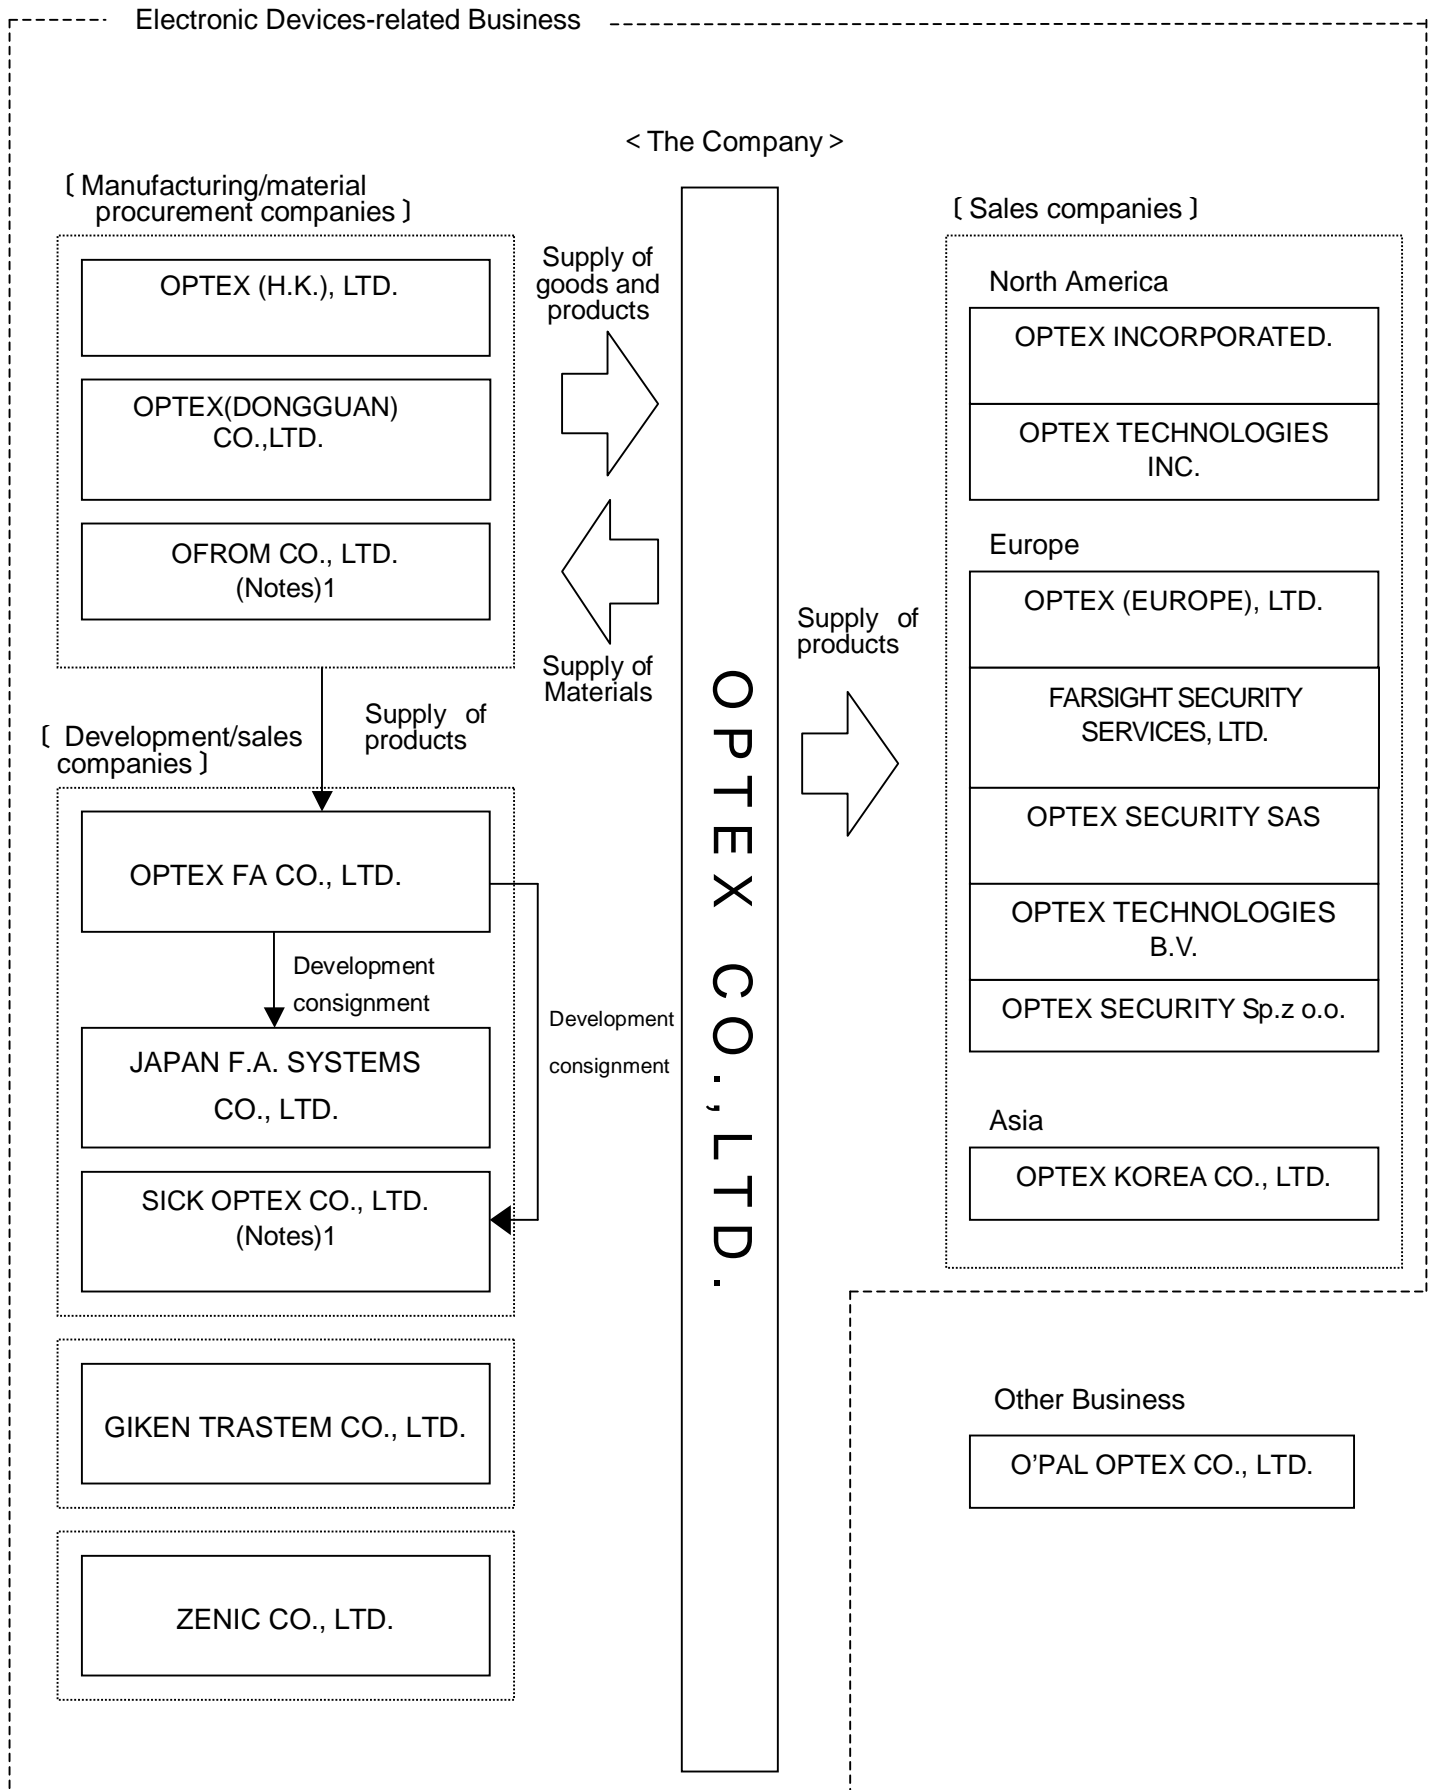 Electronic Devices-related Business
< The Company >
〔 Manufacturing/material
procurement companies 〕
OPTEX (H.K.), LTD.
OPTEX(DONGGUAN)
CO.,LTD.
OFROM CO., LTD.
(Notes)1
Supply of
goods and
products
Supply of
Materials
Supply of
products
〔 Development/sales
companies 〕
OPTEX FA CO., LTD.
Development
consignment
JAPAN F.A. SYSTEMS
CO., LTD.
Development
consignment
SICK OPTEX CO., LTD.
(Notes)1
GIKEN TRASTEM CO., LTD.
ZENIC CO., LTD.
OPTEX CO.,LTD.
Supply of
products
〔 Sales companies 〕
North America
OPTEX INCORPORATED.
OPTEX TECHNOLOGIES
INC.
Europe
OPTEX (EUROPE), LTD.
FARSIGHT SECURITY
SERVICES, LTD.
OPTEX SECURITY SAS
OPTEX TECHNOLOGIES
B.V.
OPTEX SECURITY Sp.z o.o.
Asia
OPTEX KOREA CO., LTD.
Other Business
O’PAL OPTEX CO., LTD.